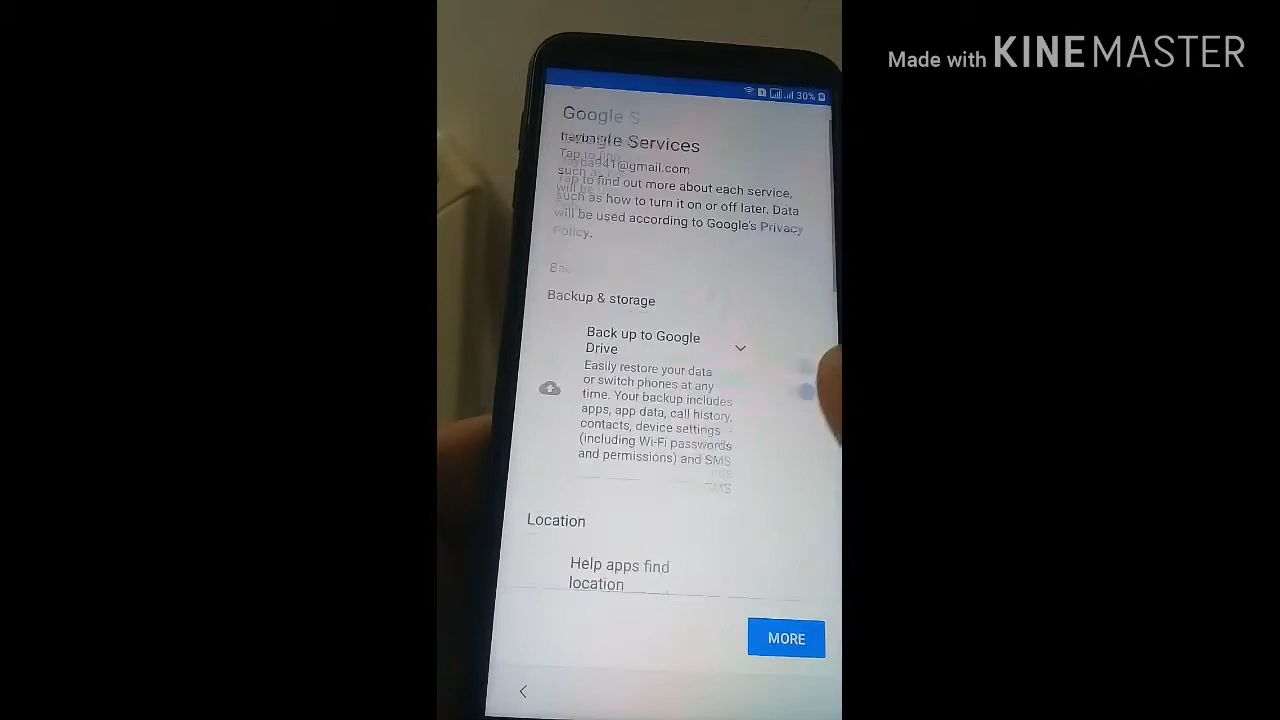 Made with KINEMASTER
30%
Google S
Google Services
Tap to find out more about each service,
such as how to turn it on or off later. Data
will be used according to Google's Privacy
Policy.
Backup & storage
Back up to Google
Drive
Easily restore your data
or switch phones at any
time. Your backup includes
apps, app data, call history,
contacts, device settings
(including Wi-Fi passwords
and permissions) and SMS
SMS
Location
Help apps find
location
MORE